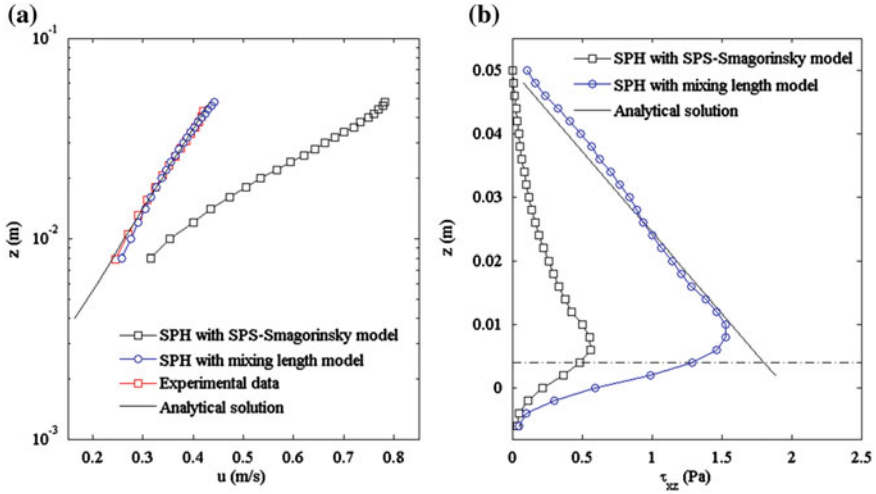 (a)
10⁻¹
10⁻²
10⁻³
z (m)
SPH with SPS-Smagorinsky model
SPH with mixing length model
Experimental data
Analytical solution
0.2 0.3 0.4 0.5 0.6 0.7 0.8
u (m/s)
(b)
SPH with SPS-Smagorinsky model
SPH with mixing length model
Analytical solution
0.05
0.04
0.03
0.02
0.01
0
z (m)
0 0.5 1 1.5 2 2.5
τxz (Pa)